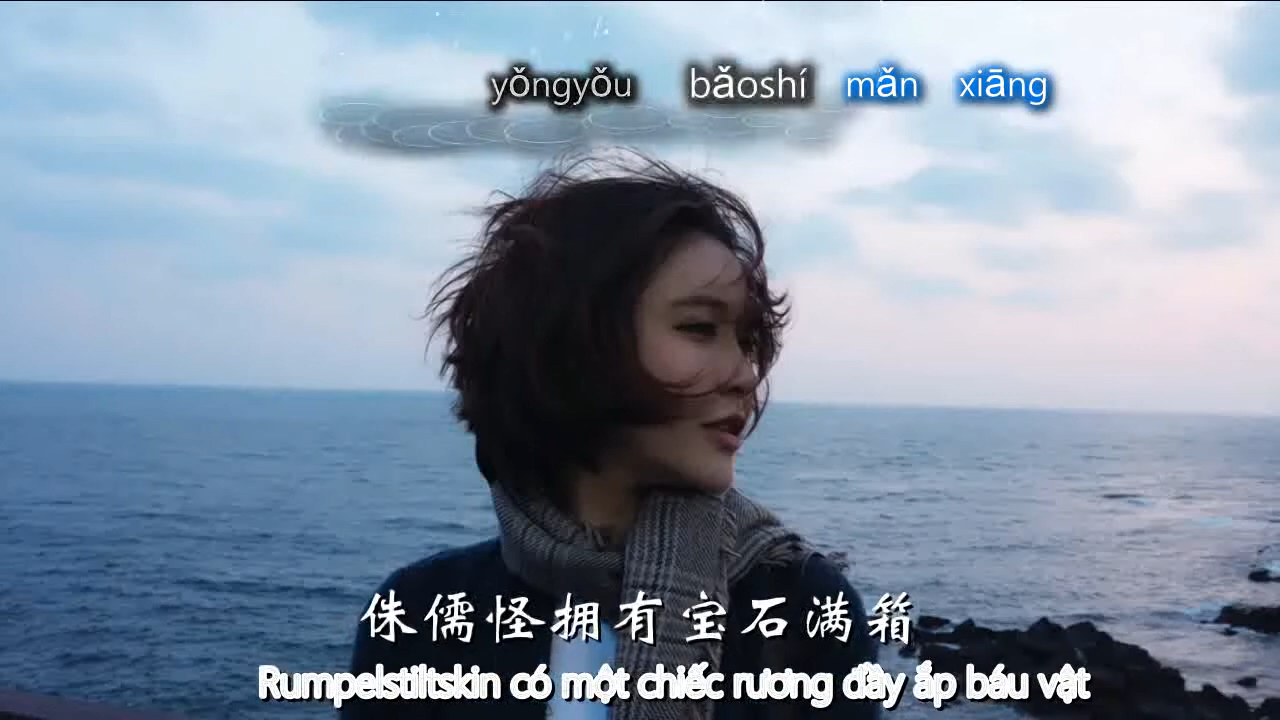 yǒngyǒu bǎoshí mǎn xiāng
侏儒怪拥有宝石满箱
Rumpelstiltskin có một chiếc rương đầy ắp báu vật